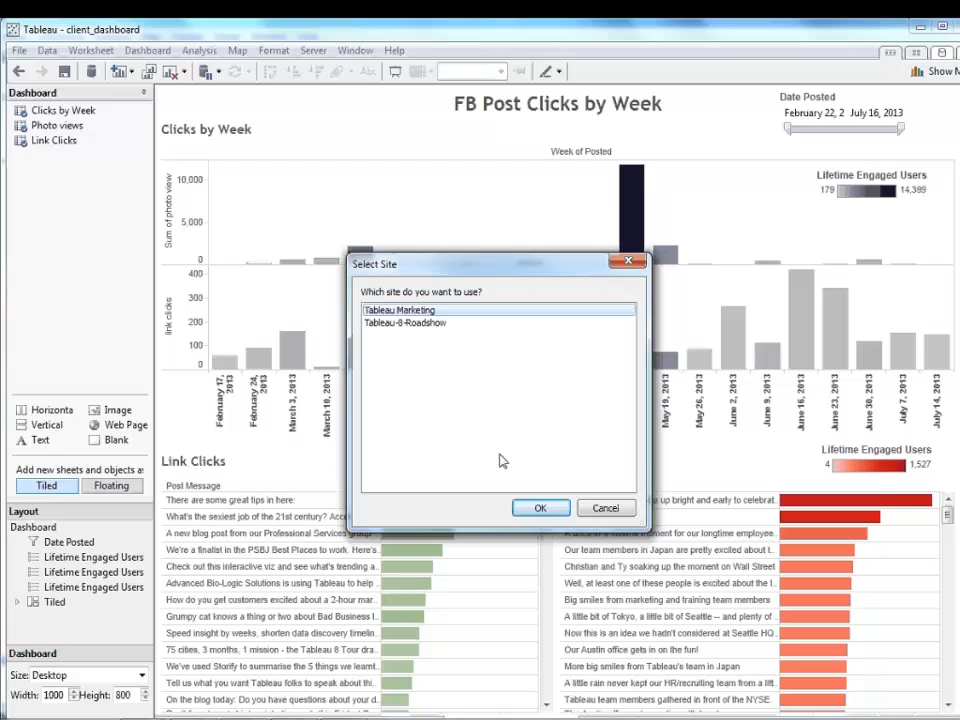 Tableau - client_dashboard
File Data Worksheet Dashboard Analysis Map Format Server Window Help
Abc
Show
Dashboard
Clicks by Week
Photo views
Link Clicks
Horizonta Image
Vertical Web Page
Text Blank
Add new sheets and objects as
Tiled Floating
Layout
Dashboard
Date Posted
Lifetime Engaged Users
Lifetime Engaged Users
Lifetime Engaged Users
Tiled
Dashboard
Size: Desktop
Width: 1000 Height: 800
FB Post Clicks by Week
Date Posted
February 22, 2 July 16, 2013
Clicks by Week
Week of Posted
Lifetime Engaged Users
179 14,399
Sum of photo view
10,000
5,000
0
link clicks
400
300
200
100
0
February 17, 2013
February 24, 2013
March 3, 2013
March 10, 2013
May 19, 2013
May 26, 2013
June 2, 2013
June 9, 2013
June 16, 2013
June 23, 2013
June 30, 2013
July 7, 2013
July 14, 2013
Select Site
Which site do you want to use?
Tableau Marketing
Tableau-8-Roadshow
OK Cancel
Link Clicks
Lifetime Engaged Users
4 1,527
Post Message
There are some great tips in here:
What's the sexiest job of the 21st century?
A new blog post from our Professional Services group
We're a finalist in the PSBJ Best Places to work. Here's..
Check out this interactive viz and see what's trending a..
Advanced Bio-Logic Solutions is using Tableau to help
How do you get customers excited about a 2-hour mar..
Grumpy cat knows a thing or two about Bad Business I..
Speed insight by weeks, shorten data discovery timelin..
75 cities, 3 months, 1 mission - the Tableau 8 Tour dra..
We've used Storify to summarise the 5 things we learnt..
Tell us what you want Tableau folks to speak about thi..
On the blog today: Do you have questions about your d..
up bright and early to celebrat..
moment for our longtime employee..
Our team members in Japan are pretty excited about t..
Christian and Ty soaking up the moment on Wall Street
Well, at least one of these people is excited about the I..
Big smiles from marketing and training team members
A little bit of Tokyo, a little bit of Seattle -- and plenty of ..
Now this is an idea we hadn't considered at Seattle HQ..
Our Austin office gets in on the fun!
More big smiles from Tableau's team in Japan
A little rain never kept our HR/recruiting team from a litt..
Tableau team members gathered in front of the NYSE